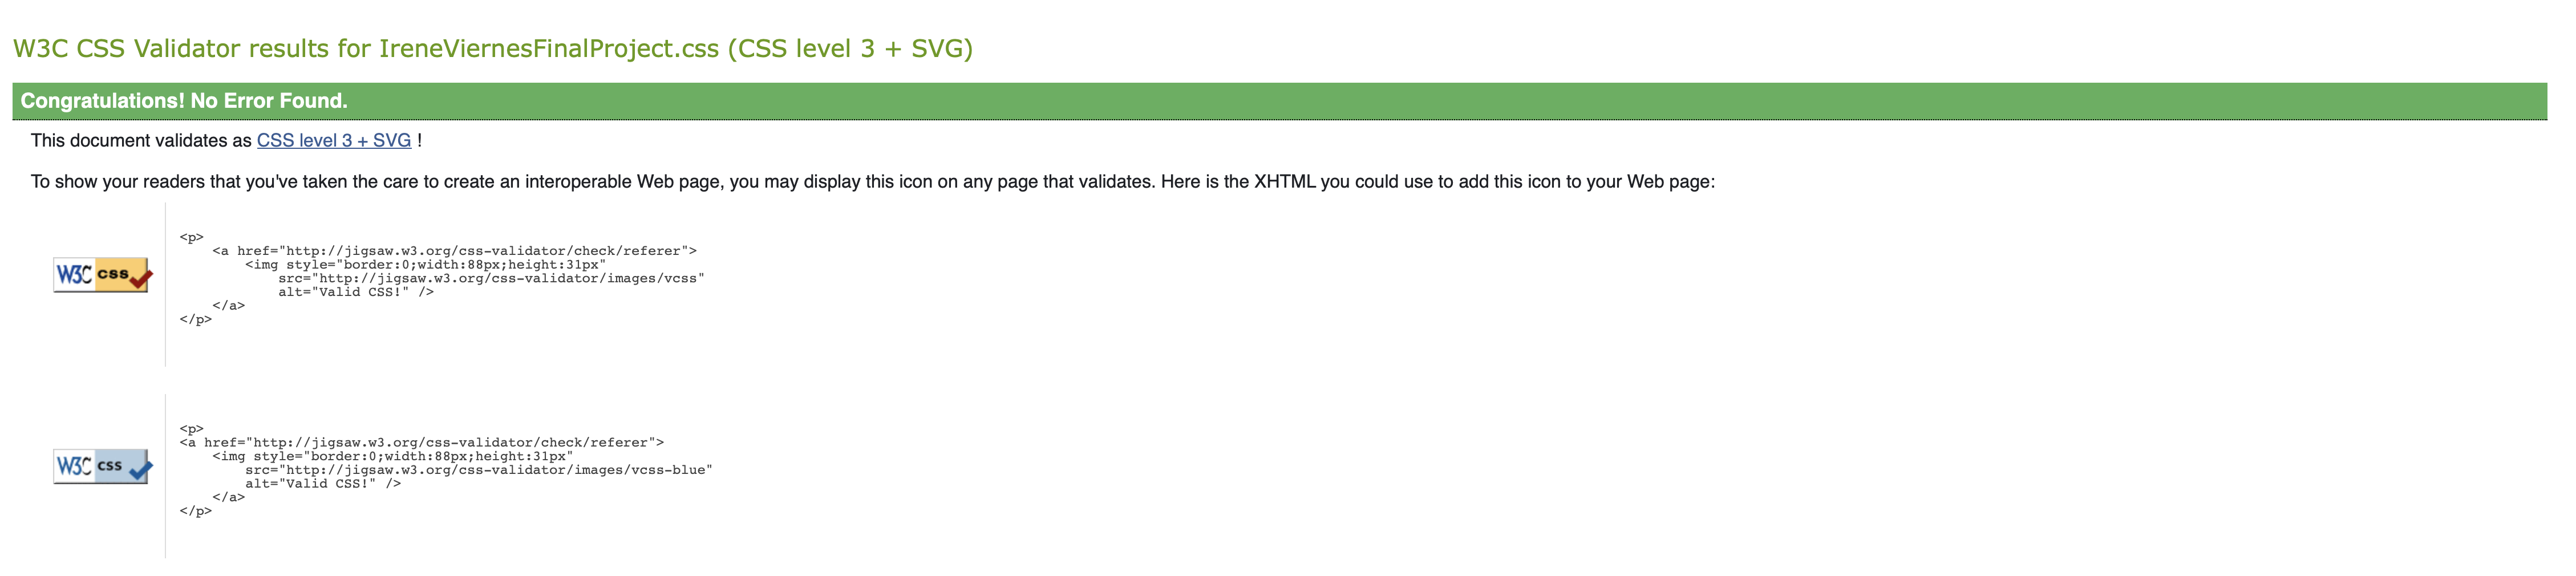 W3C CSS Validator results for IreneViernesFinalProject.css (CSS level 3 + SVG)
Congratulations! No Error Found.
This document validates as CSS level 3 + SVG !
To show your readers that you've taken the care to create an interoperable Web page, you may display this icon on any page that validates. Here is the XHTML you could use to add this icon to your Web page:
W3C css
<p>
    <a href="http://jigsaw.w3.org/css-validator/check/referer">
        <img style="border:0;width:88px;height:31px"
            src="http://jigsaw.w3.org/css-validator/images/vcss"
            alt="Valid CSS!" />
    </a>
</p>
W3C css
<p>
<a href="http://jigsaw.w3.org/css-validator/check/referer">
    <img style="border:0;width:88px;height:31px"
        src="http://jigsaw.w3.org/css-validator/images/vcss-blue"
        alt="Valid CSS!" />
    </a>
</p>